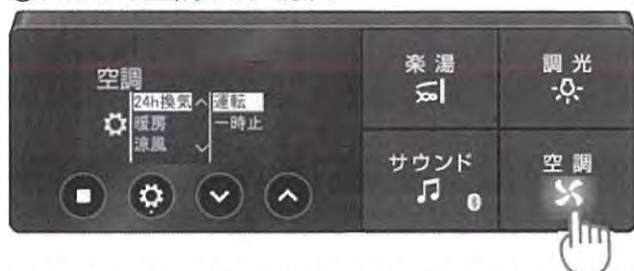 空調
24h換気 運転
暖房 一時止
涼風
楽湯
調光
サウンド
空調